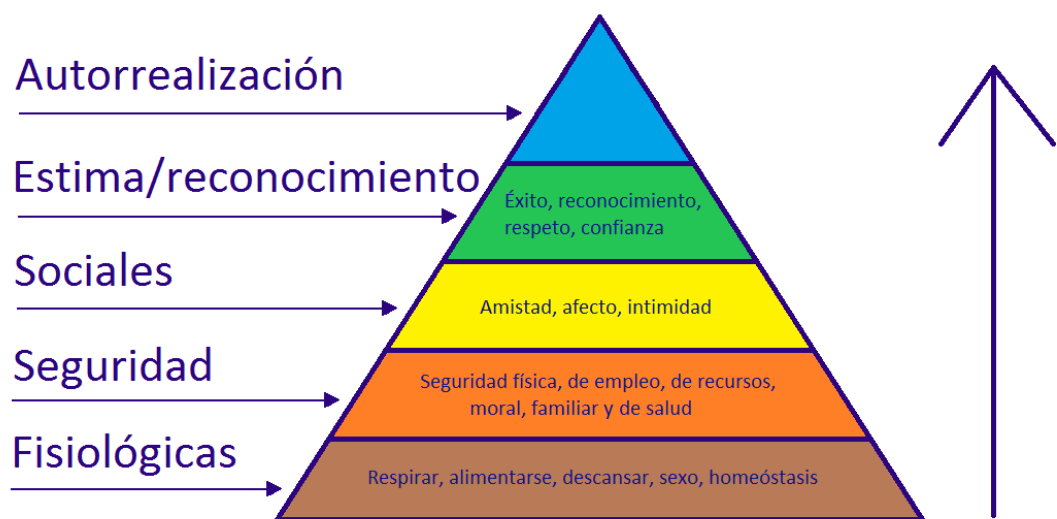 Autorrealización
Estima/reconocimiento
Éxito, reconocimiento,
respeto, confianza
Sociales
Amistad, afecto, intimidad
Seguridad
Seguridad física, de empleo, de recursos,
moral, familiar y de salud
Fisiológicas
Respirar, alimentarse, descansar, sexo, homeóstasis